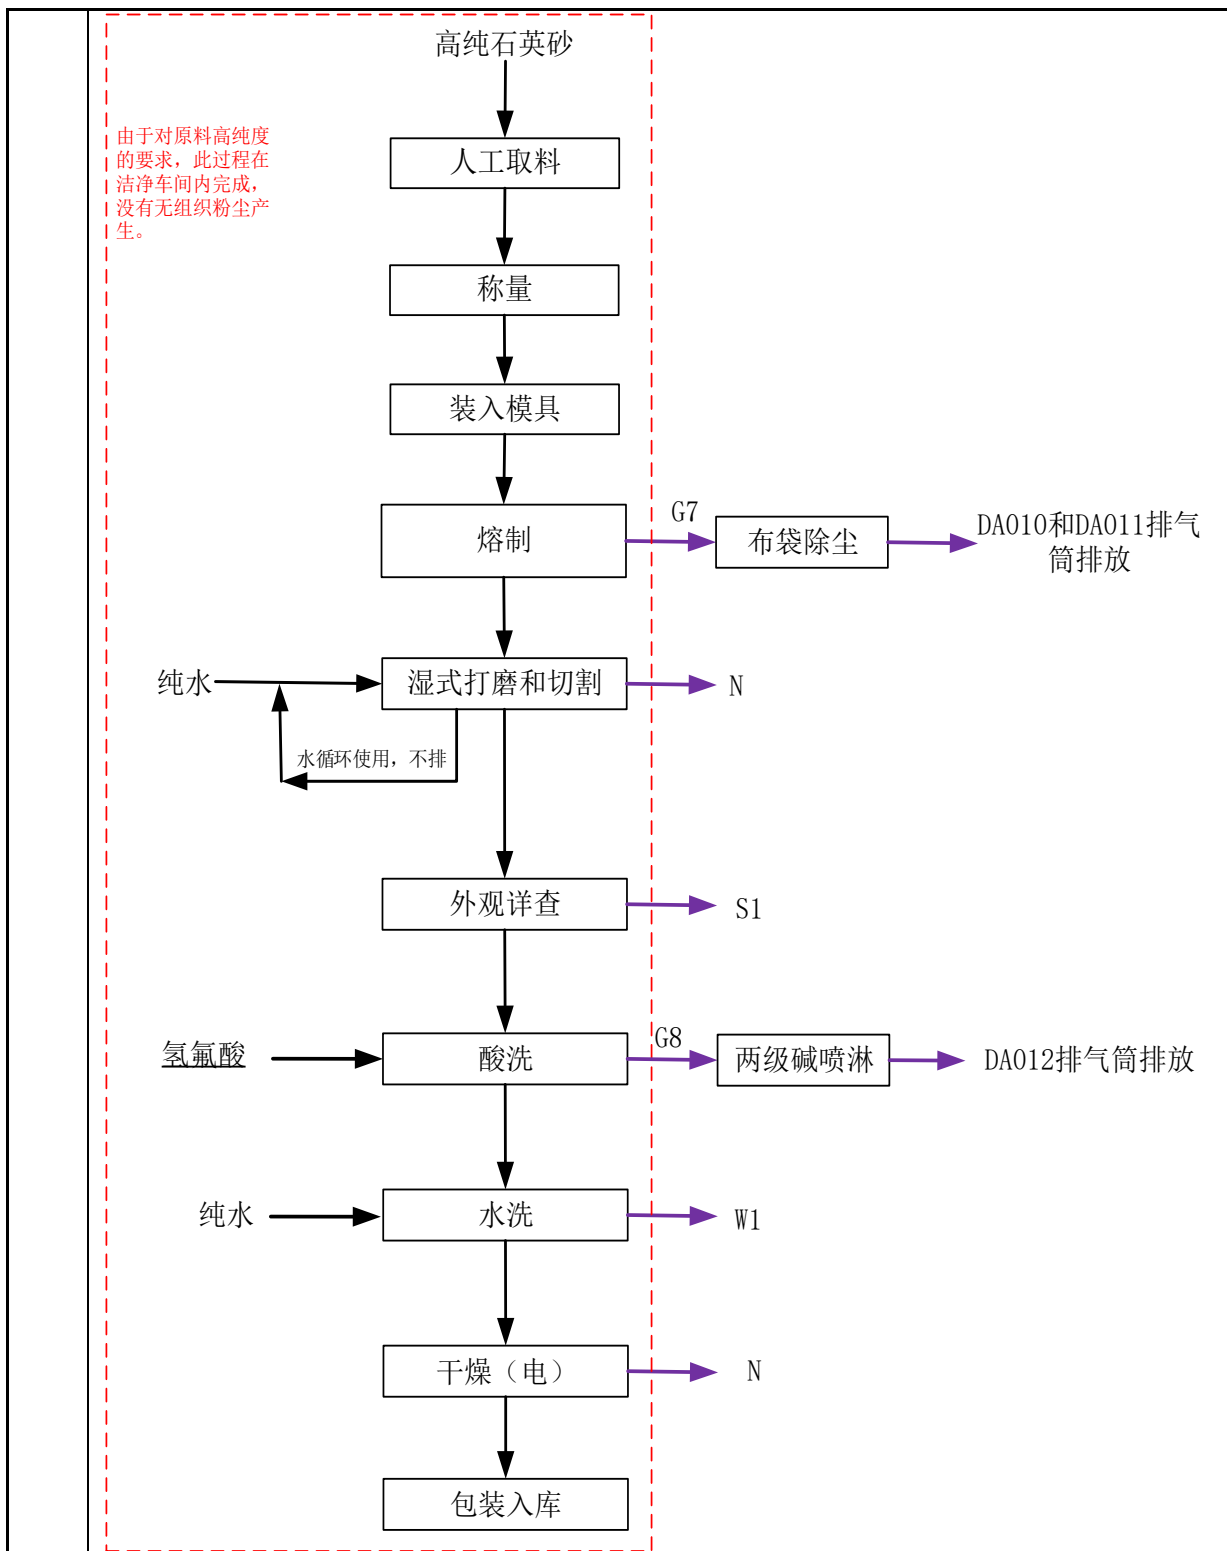 高纯石英砂
由于对原料高纯度
的要求，此过程在
洁净车间内完成，
没有无组织粉尘产
生。
人工取料
称量
装入模具
熔制
G7
布袋除尘
DA010和DA011排气
筒排放
纯水
湿式打磨和切割
N
水循环使用，不排
外观详查
S1
氢氟酸
酸洗
G8
两级碱喷淋
DA012排气筒排放
纯水
水洗
W1
干燥（电）
N
包装入库